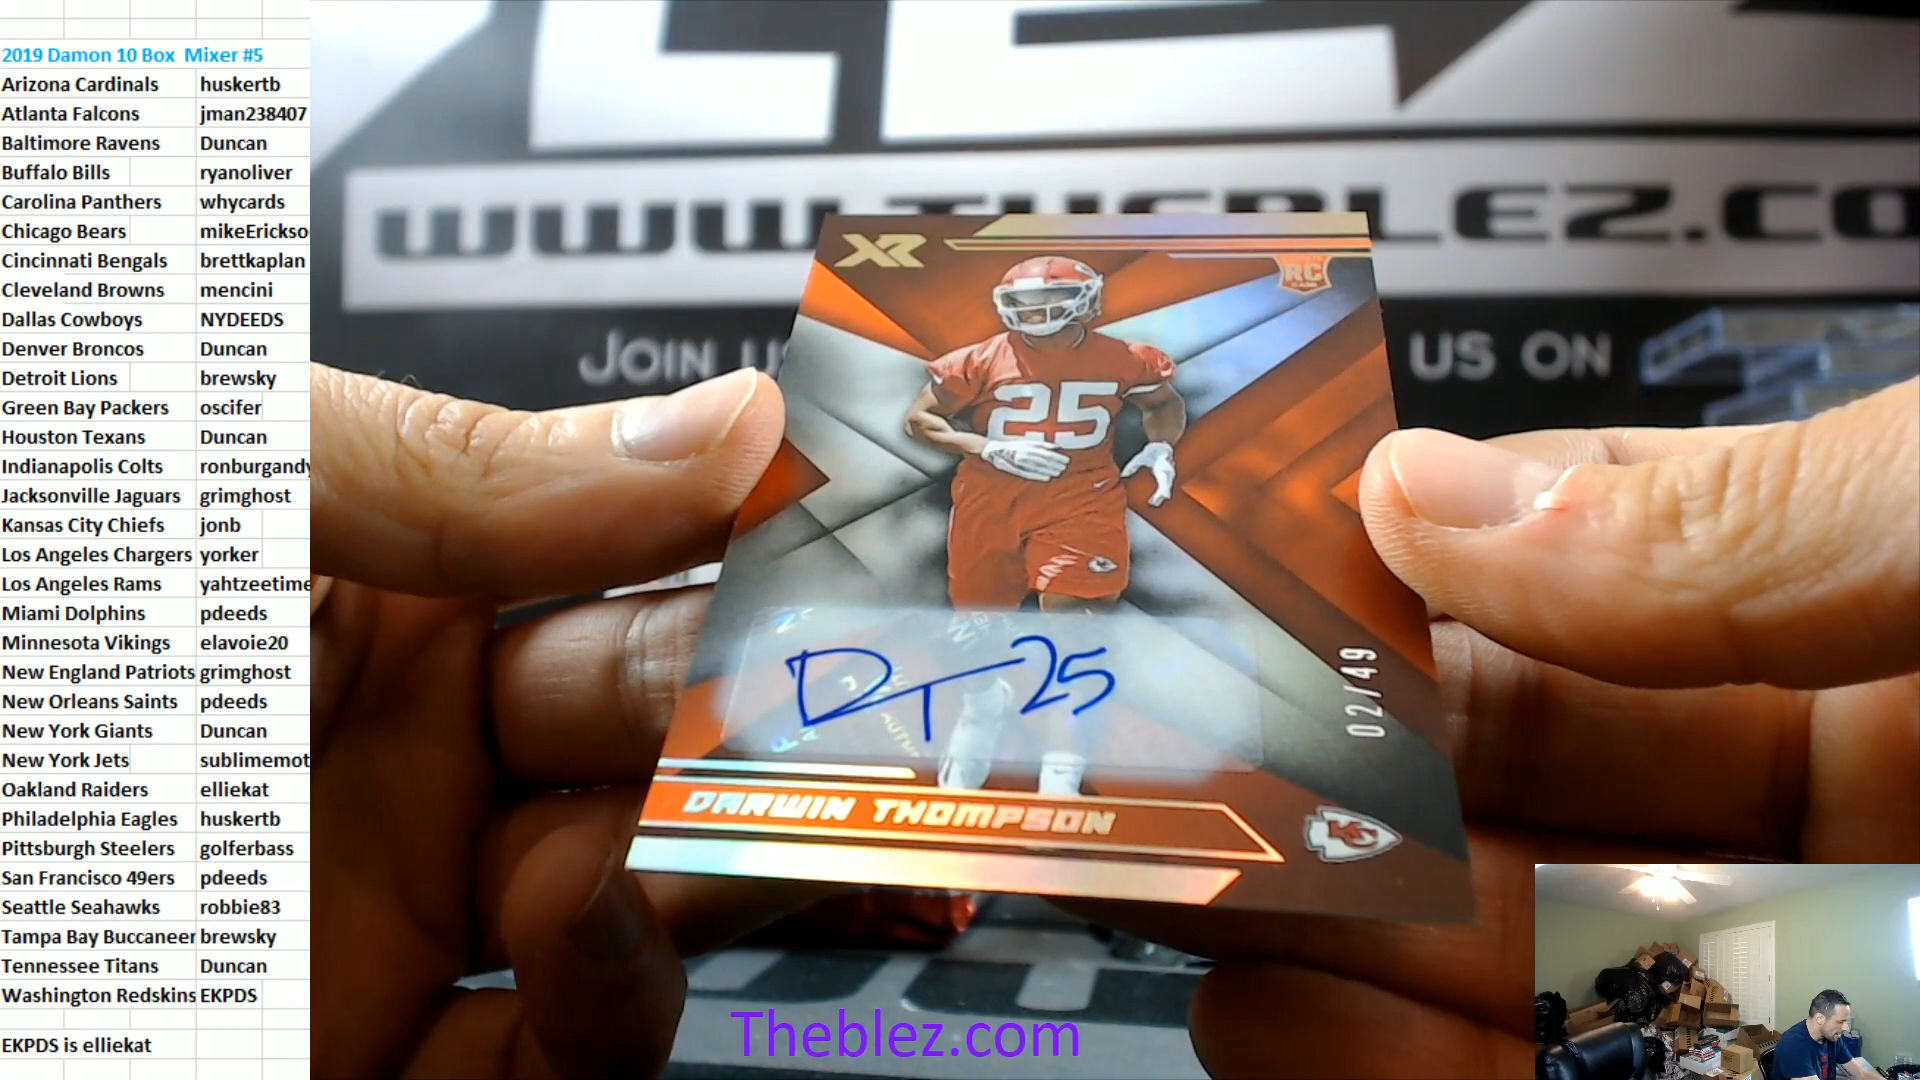 2019 Damon 10 Box Mixer #5
Arizona Cardinals huskertb
Atlanta Falcons jman238407
Baltimore Ravens Duncan
Buffalo Bills ryanoliver
Carolina Panthers whycards
Chicago Bears mikeErickso
Cincinnati Bengals brettkaplan
Cleveland Browns mencini
Dallas Cowboys NYDEEDS
Denver Broncos Duncan
Detroit Lions brewsky
Green Bay Packers oscifer
Houston Texans Duncan
Indianapolis Colts ronburgandy
Jacksonville Jaguars grimghost
Kansas City Chiefs jonb
Los Angeles Chargers yorker
Los Angeles Rams yahtzeetime
Miami Dolphins pdeeds
Minnesota Vikings elavoie20
New England Patriots grimghost
New Orleans Saints pdeeds
New York Giants Duncan
New York Jets sublimemot
Oakland Raiders elliekat
Philadelphia Eagles huskertb
Pittsburgh Steelers golferbass
San Francisco 49ers pdeeds
Seattle Seahawks robbie83
Tampa Bay Buccaneer brewsky
Tennessee Titans Duncan
Washington Redskins EKPDS
EKPDS is elliekat
WWW.THEBLEZ.CO
JOIN US
US ON
XR
RC
25
DT 25
02/49
DARWIN THOMPSON
KC
Theblez.com